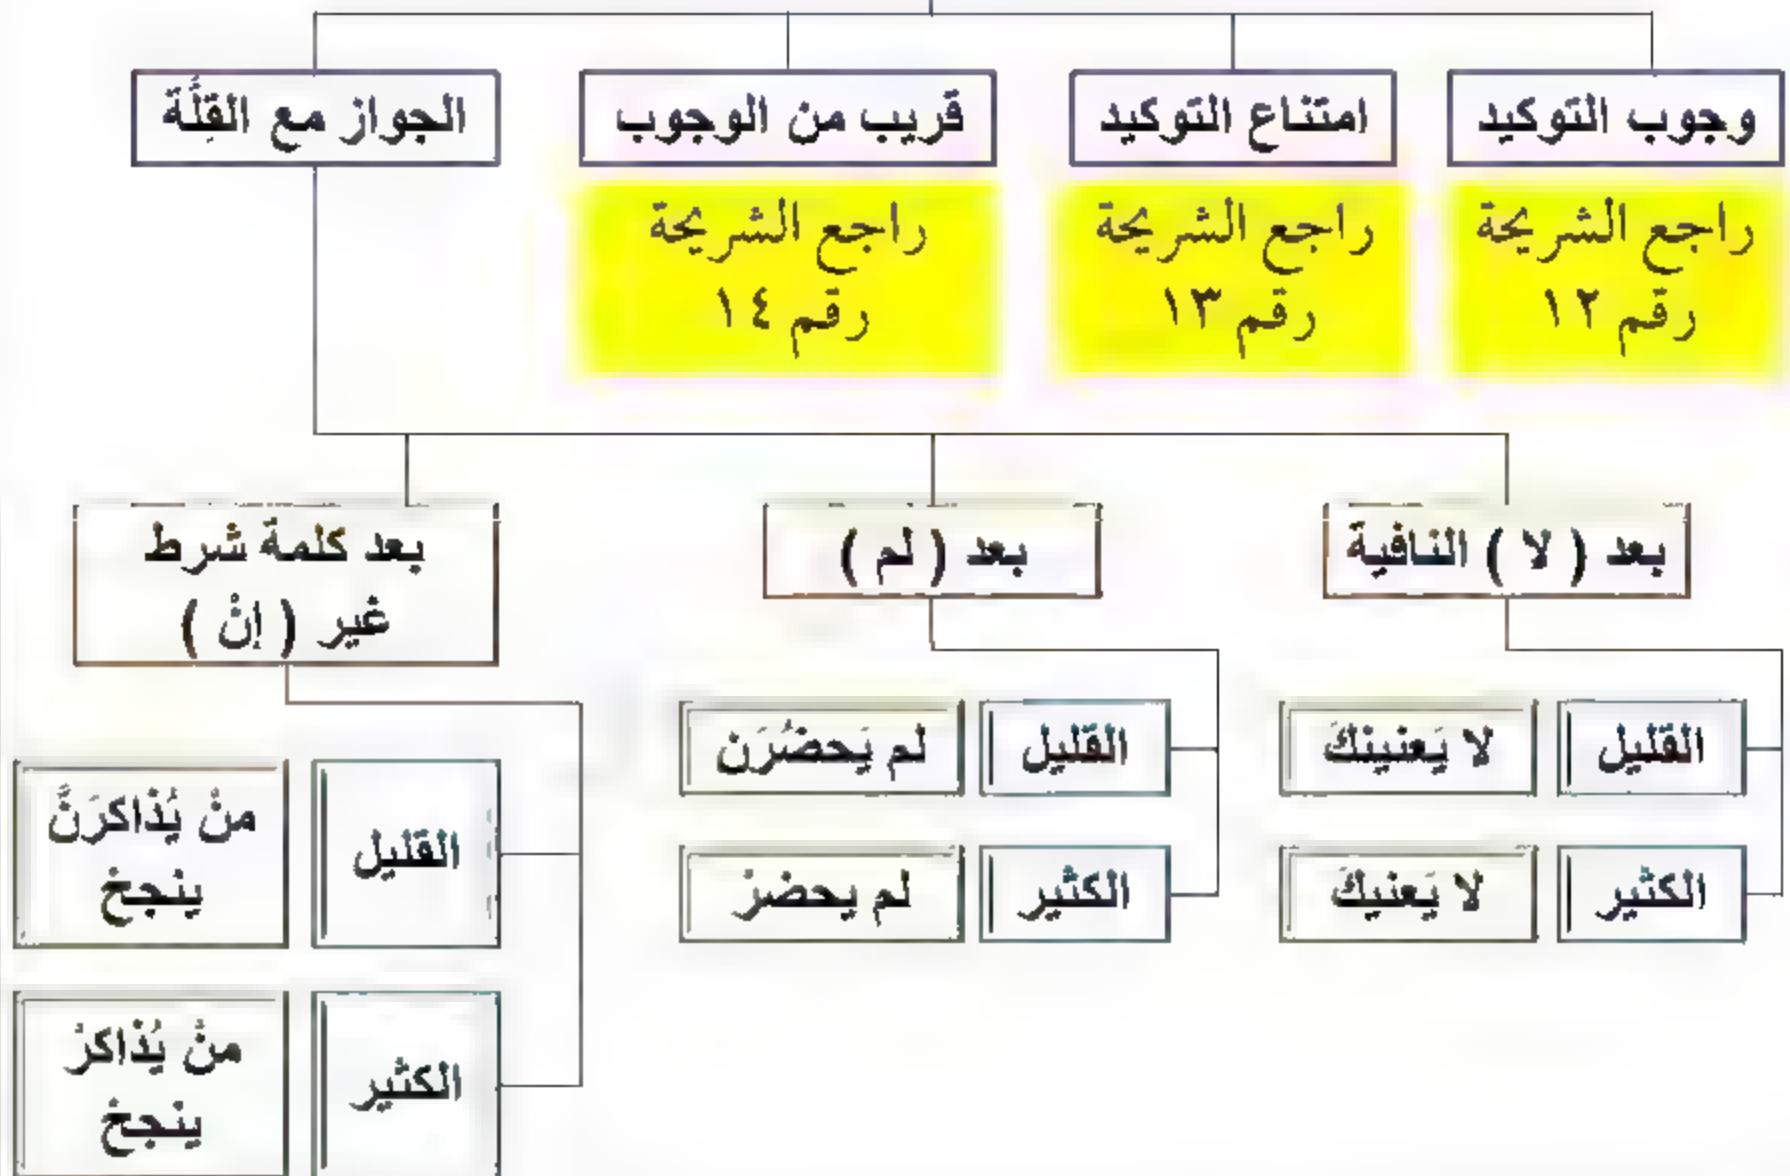 وجوب التوكيد
امتناع التوكيد
قريب من الوجوب
الجواز مع القِلَّة
راجع الشريحة
رقم ١٢
راجع الشريحة
رقم ١٣
راجع الشريحة
رقم ١٤
بعد ( لا ) النافية
بعد ( لم )
بعد كلمة شرط
غير ( إنْ )
القليل
لا يَعنينكَ
الكثير
لا يَعنيكَ
القليل
لم يَحضُرَن
الكثير
لم يحضرْ
القليل
منْ يُذاكرَنَّ
ينجحْ
الكثير
منْ يُذاكرْ
ينجحْ